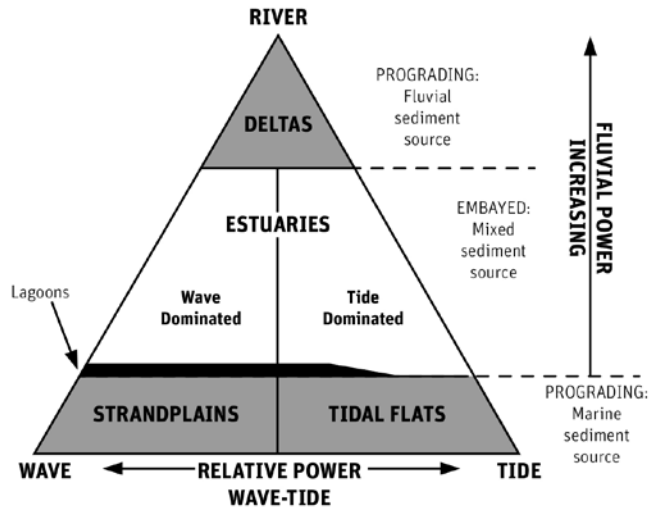 RIVER
PROGRADING:
Fluvial
sediment
source
DELTAS
FLUVIAL POWER
INCREASING
EMBAYED:
Mixed
sediment
source
ESTUARIES
Lagoons
Wave
Dominated
Tide
Dominated
PROGRADING:
Marine
sediment
source
STRANDPLAINS
TIDAL FLATS
WAVE
RELATIVE POWER
WAVE-TIDE
TIDE